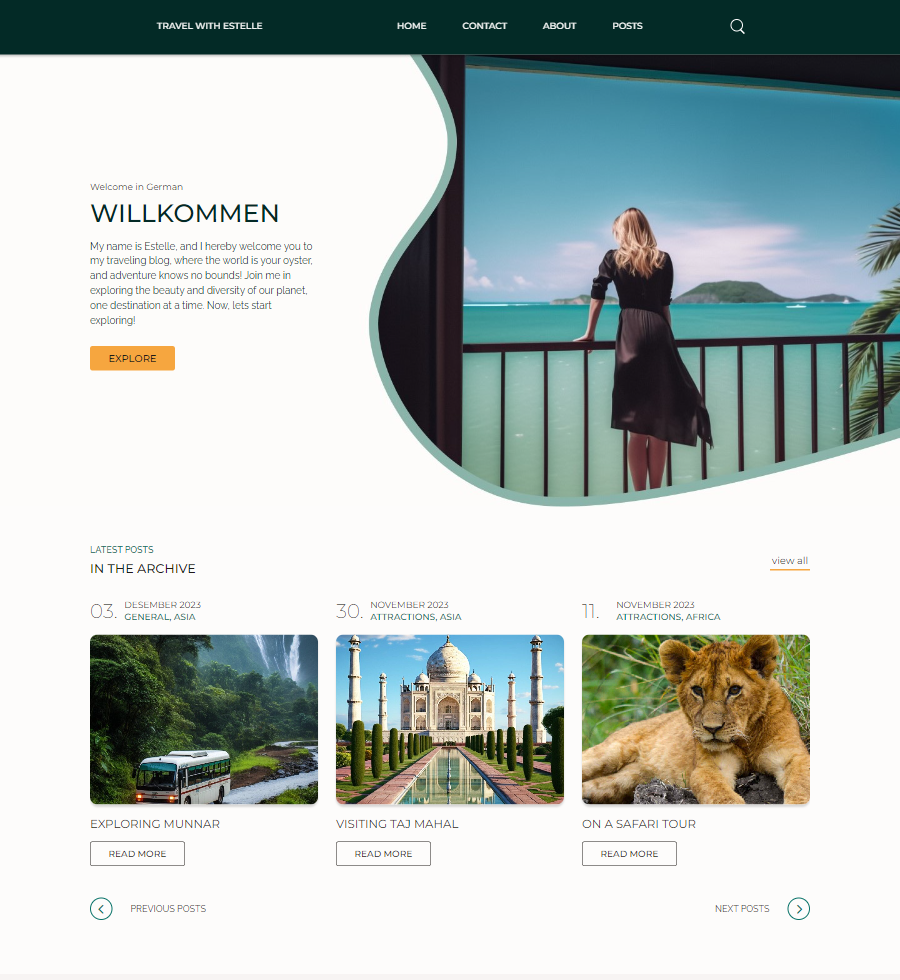 TRAVEL WITH ESTELLE
HOME
CONTACT
ABOUT
POSTS
Welcome in German
WILLKOMMEN
My name is Estelle, and I hereby welcome you to
my traveling blog, where the world is your oyster,
and adventure knows no bounds! Join me in
exploring the beauty and diversity of our planet,
one destination at a time. Now, lets start
exploring!
EXPLORE
LATEST POSTS
IN THE ARCHIVE
view all
03.
DESEMBER 2023
GENERAL, ASIA
30.
NOVEMBER 2023
ATTRACTIONS, ASIA
11.
NOVEMBER 2023
ATTRACTIONS, AFRICA
EXPLORING MUNNAR
READ MORE
VISITING TAJ MAHAL
READ MORE
ON A SAFARI TOUR
READ MORE
PREVIOUS POSTS
NEXT POSTS